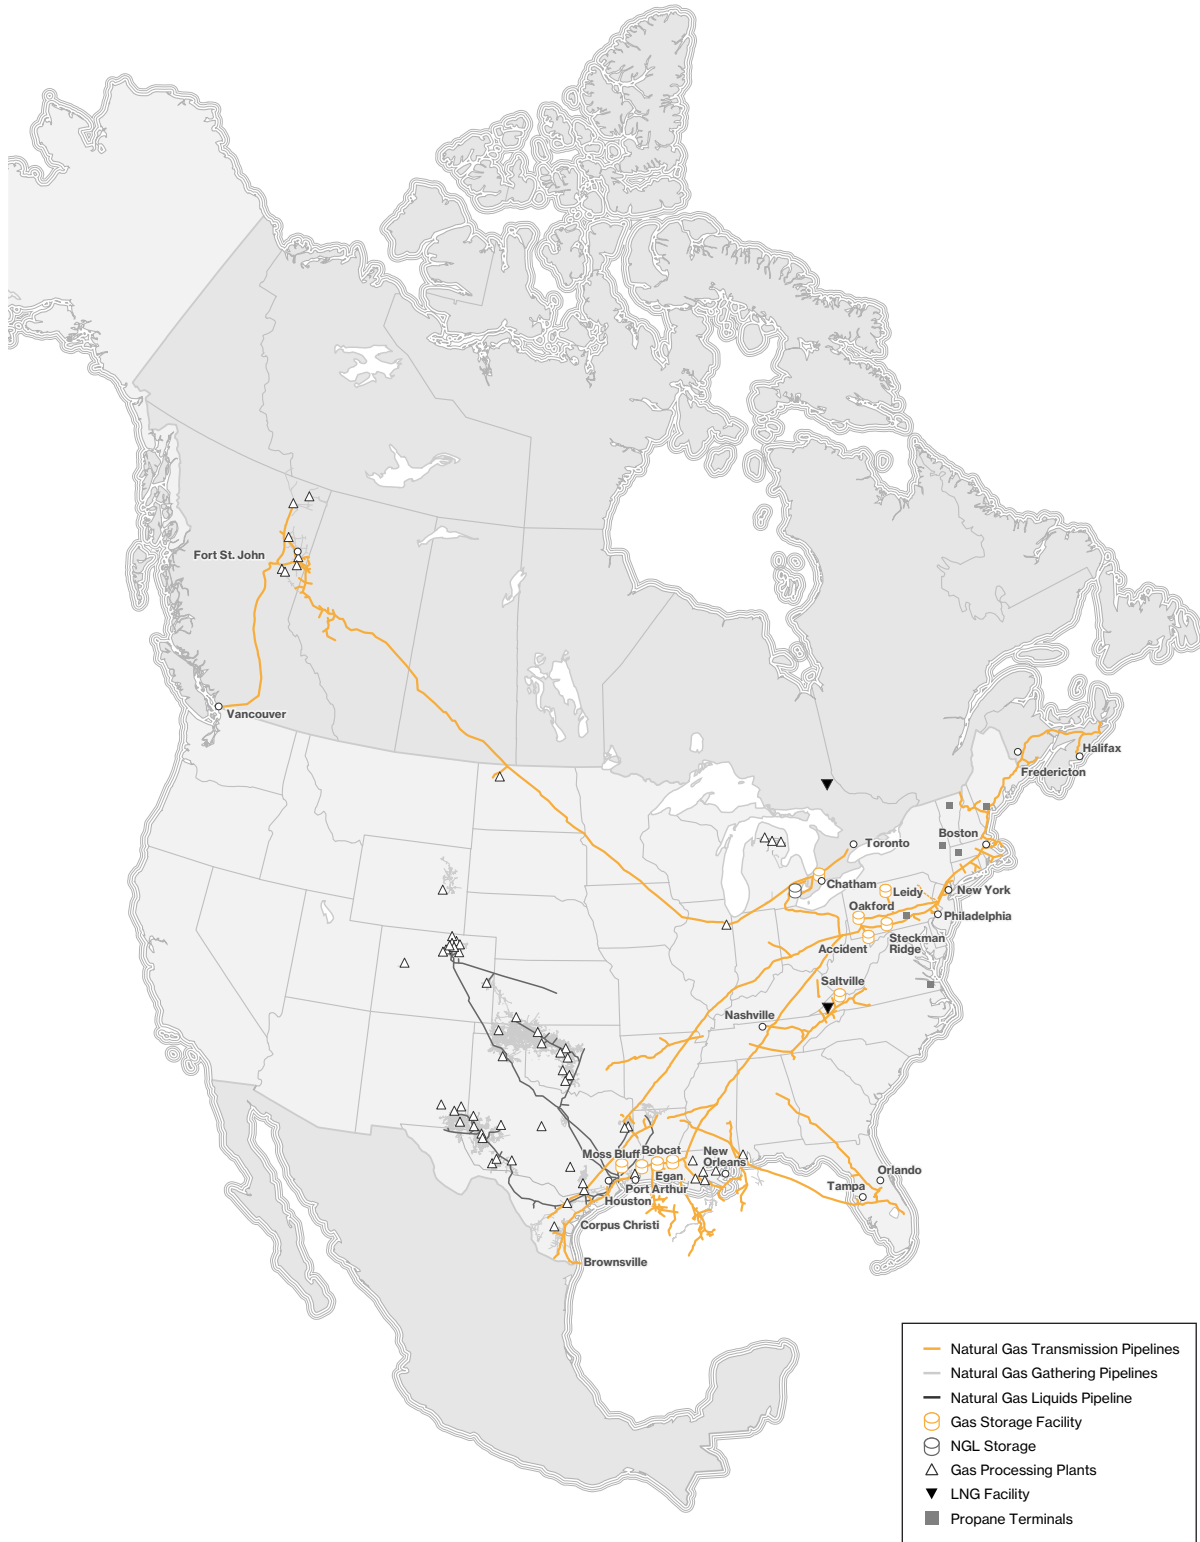 Fort St. John
Vancouver
Halifax
Fredericton
Boston
Toronto
Chatham
Leidy
New York
Oakford
Philadelphia
Steckman
Ridge
Accident
Saltville
Nashville
Moss Bluff
Bobcat
New
Orleans
Egan
Port Arthur
Houston
Orlando
Tampa
Corpus Christi
Brownsville
Natural Gas Transmission Pipelines
Natural Gas Gathering Pipelines
Natural Gas Liquids Pipeline
Gas Storage Facility
NGL Storage
Gas Processing Plants
LNG Facility
Propane Terminals